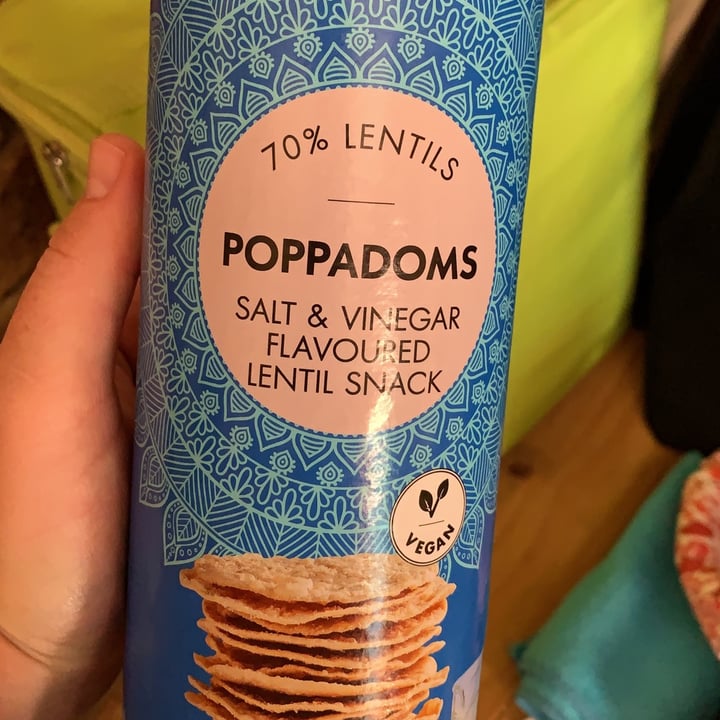 70% LENTILS
POPPADOMS
SALT & VINEGAR
FLAVOURED
LENTIL SNACK
VEGAN